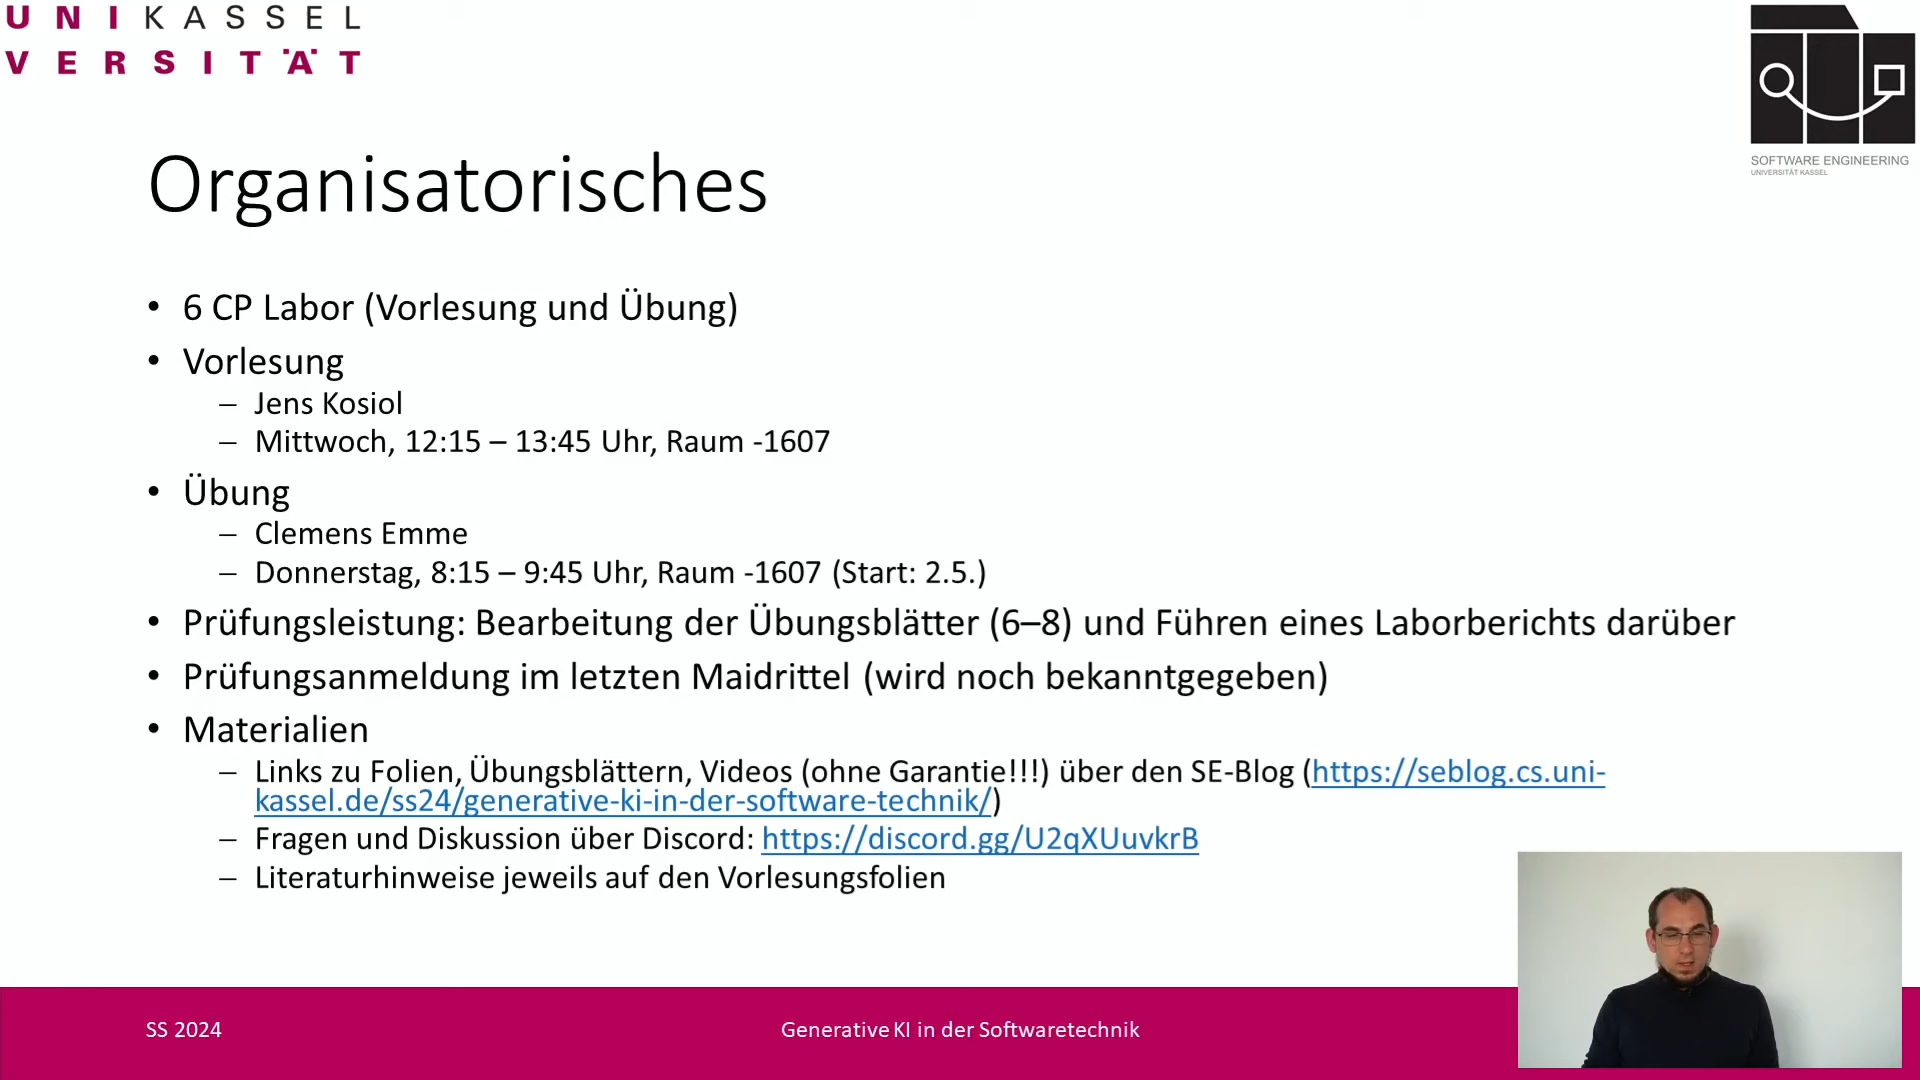 UNIKASSEL
VERSITÄT
SOFTWARE ENGINEERING
UNIVERSITÄT KASSEL
Organisatorisches
• 6 CP Labor (Vorlesung und Übung)
• Vorlesung
– Jens Kosiol
– Mittwoch, 12:15 – 13:45 Uhr, Raum -1607
• Übung
– Clemens Emme
– Donnerstag, 8:15 – 9:45 Uhr, Raum -1607 (Start: 2.5.)
• Prüfungsleistung: Bearbeitung der Übungsblätter (6–8) und Führen eines Laborberichts darüber
• Prüfungsanmeldung im letzten Maidrittel (wird noch bekanntgegeben)
• Materialien
– Links zu Folien, Übungsblättern, Videos (ohne Garantie!!!) über den SE-Blog (https://seblog.cs.uni-
kassel.de/ss24/generative-ki-in-der-software-technik/)
– Fragen und Diskussion über Discord: https://discord.gg/U2qXUuvkrB
– Literaturhinweise jeweils auf den Vorlesungsfolien
SS 2024
Generative KI in der Softwaretechnik